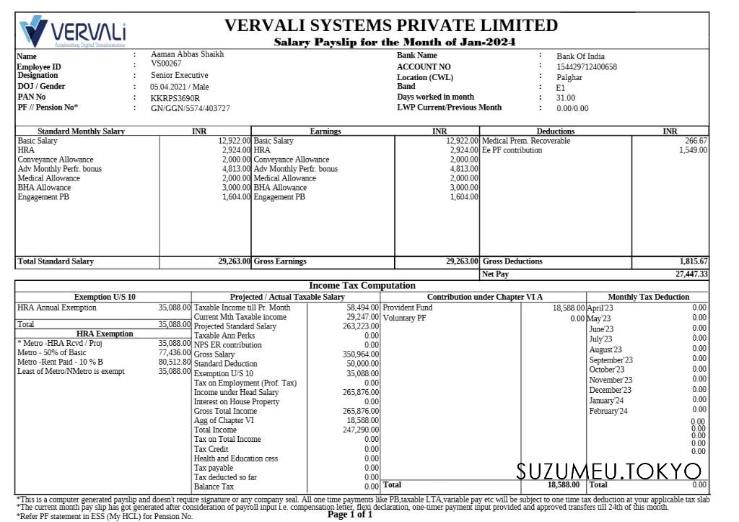 VERVALI
Accelerating Digital Transformation
VERVALI SYSTEMS PRIVATE LIMITED
Salary Payslip for the Month of Jan-2024
Name : Aaman Abbas Shaikh Bank Name : Bank Of India
Employee ID : VS00267 ACCOUNT NO : 154429712400658
Designation : Senior Executive Location (CWL) : Palghar
DOJ / Gender : 05.04.2021 / Male Band : E1
PAN No : KKRPS3690R Days worked in month : 31.00
PF // Pension No* : GN/GGN/5574/403727 LWP Current/Previous Month : 0.00/0.00
Standard Monthly Salary INR Earnings INR Deductions INR
Basic Salary 12,922.00 Basic Salary 12,922.00 Medical Prem. Recoverable 266.67
HRA 2,924.00 HRA 2,924.00 Ee PF contribution 1,549.00
Conveyance Allowance 2,000.00 Conveyance Allowance 2,000.00
Adv Monthly Perfr. bonus 4,813.00 Adv Monthly Perfr. bonus 4,813.00
Medical Allowance 2,000.00 Medical Allowance 2,000.00
BHA Allowance 3,000.00 BHA Allowance 3,000.00
Engagement PB 1,604.00 Engagement PB 1,604.00
Total Standard Salary 29,263.00 Gross Earnings 29,263.00 Gross Deductions 1,815.67
Net Pay 27,447.33
Income Tax Computation
Exemption U/S 10 Projected / Actual Taxable Salary Contribution under Chapter VI A Monthly Tax Deduction
HRA Annual Exemption 35,088.00 Taxable Income till Pr. Month 58,494.00 Provident Fund 18,588.00 April'23 0.00
Current Mth Taxable income 29,247.00 Voluntary PF 0.00 May'23 0.00
Total 35,088.00 Projected Standard Salary 263,223.00 June'23 0.00
HRA Exemption Taxable Ann Perks 0.00 July'23 0.00
* Metro -HRA Rcvd / Proj 35,088.00 NPS ER contribution 0.00 August'23 0.00
Metro - 50% of Basic 77,436.00 Gross Salary 350,964.00 September'23 0.00
Metro -Rent Paid - 10 % B 80,512.80 Standard Deduction 50,000.00 October'23 0.00
Least of Metro/NMetro is exempt 35,088.00 Exemption U/S 10 35,088.00 November'23 0.00
Tax on Employment (Prof. Tax) 0.00 December'23 0.00
Income under Head Salary 265,876.00 January'24 0.00
Interest on House Property 0.00 February'24 0.00
Gross Total Income 265,876.00
Agg of Chapter VI 18,588.00 0.00
Total Income 247,290.00 0.00
Tax on Total Income 0.00 0.00
Tax Credit 0.00 0.00
Health and Education cess 0.00
Tax payable 0.00
Tax deducted so far 0.00
Balance Tax 0.00 Total 18,588.00 Total 0.00
SUZUMEU.TOKYO
*This is a computer generated payslip and doesn't require signature or any company seal. All one time payments like PB,taxable LTA,variable pay etc will be subject to one time tax deduction at your applicable tax slab
*The current month pay slip has got generated after consideration of payroll input i.e. compensation letter, flexi declaration, one-timer payment input provided and approved transfers till 24th of this month.
*Refer PF statement in ESS (My HCL) for Pension No.
Page 1 of 1